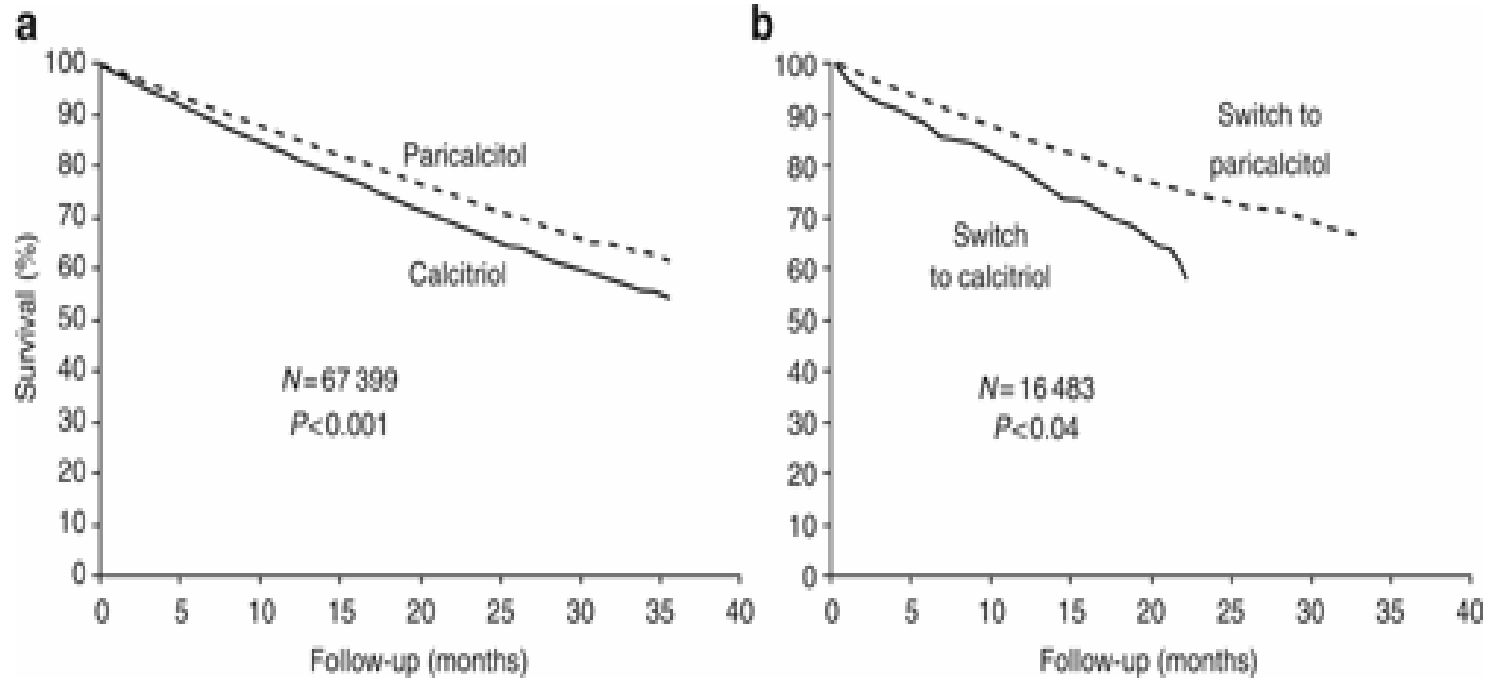 a
100
90
80
70
60
50
40
30
20
10
0
Survival (%)
Paricalcitol
Calcitriol
N=67 399
P<0.001
0 5 10 15 20 25 30 35 40
Follow-up (months)
b
100
90
80
70
60
50
40
30
20
10
0
Switch to
paricalcitol
Switch
to calcitriol
N=16 483
P<0.04
0 5 10 15 20 25 30 35 40
Follow-up (months)